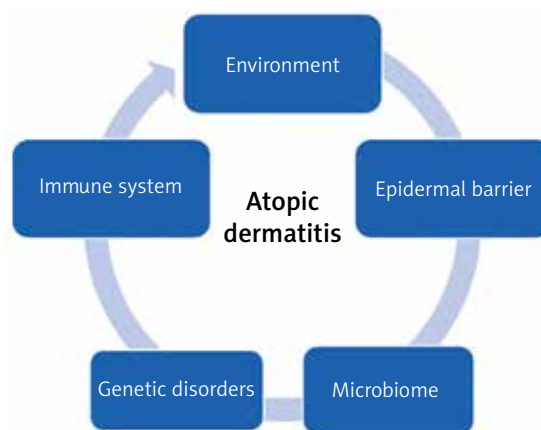 Environment
Immune system
Epidermal barrier
Atopic
dermatitis
Genetic disorders
Microbiome